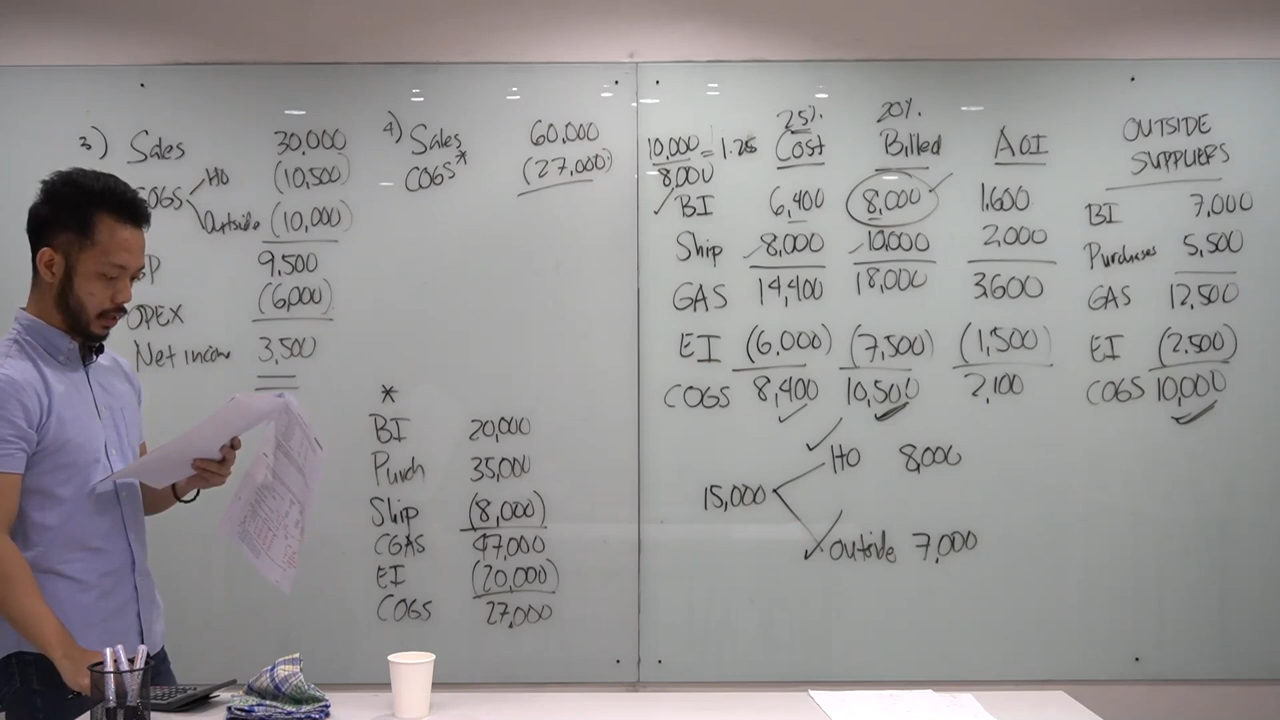 3) Sales 30,000
COGS HO (10,500)
Outside (10,000)
GP 9,500
OPEX (6,000)
Net income 3,500
4) Sales 60,000
COGS* (27,000)
*
BI 20,000
Purch 35,000
Ship (8,000)
CGAS 47,000
EI (20,000)
COGS 27,000
10,000 = 1.25
8,000
25% 20%
Cost Billed AOI
BI 6,400 8,000 1,600
Ship 8,000 10,000 2,000
GAS 14,400 18,000 3,600
EI (6,000) (7,500) (1,500)
COGS 8,400 10,500 2,100
15,000
HO 8,000
Outside 7,000
OUTSIDE
SUPPLIERS
BI 7,000
Purchases 5,500
GAS 12,500
EI (2,500)
COGS 10,000